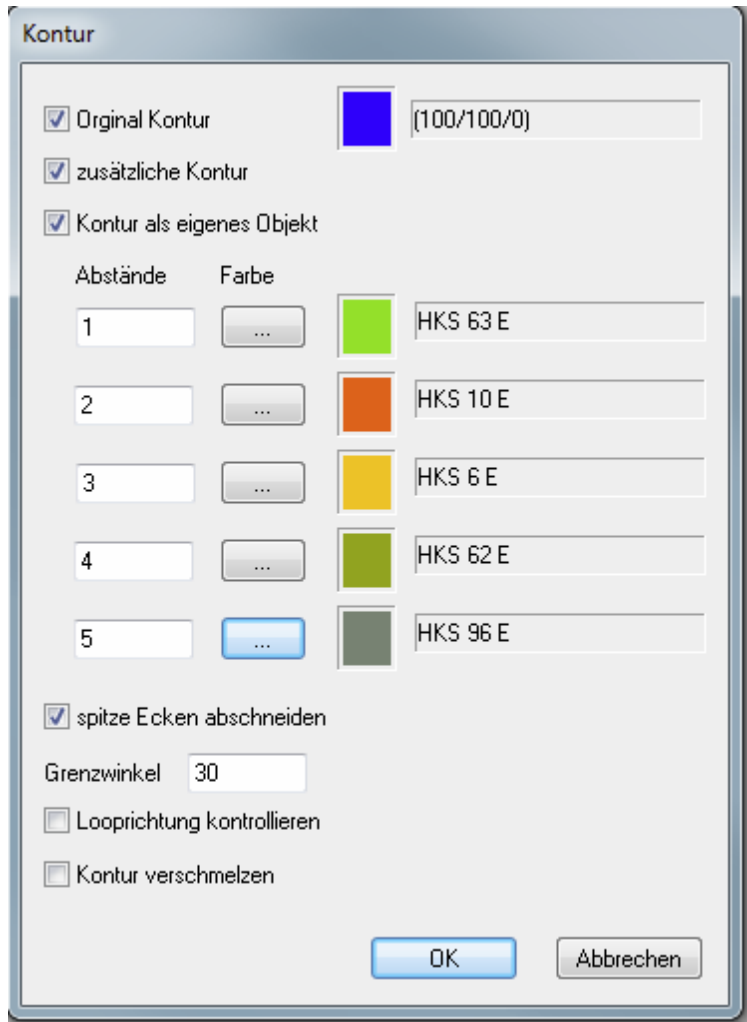 Kontur
Orginal Kontur (100/100/0)
zusätzliche Kontur
Kontur als eigenes Objekt
Abstände Farbe
1 ... HKS 63 E
2 ... HKS 10 E
3 ... HKS 6 E
4 ... HKS 62 E
5 ... HKS 96 E
spitze Ecken abschneiden
Grenzwinkel 30
Looprichtung kontrollieren
Kontur verschmelzen
OK Abbrechen